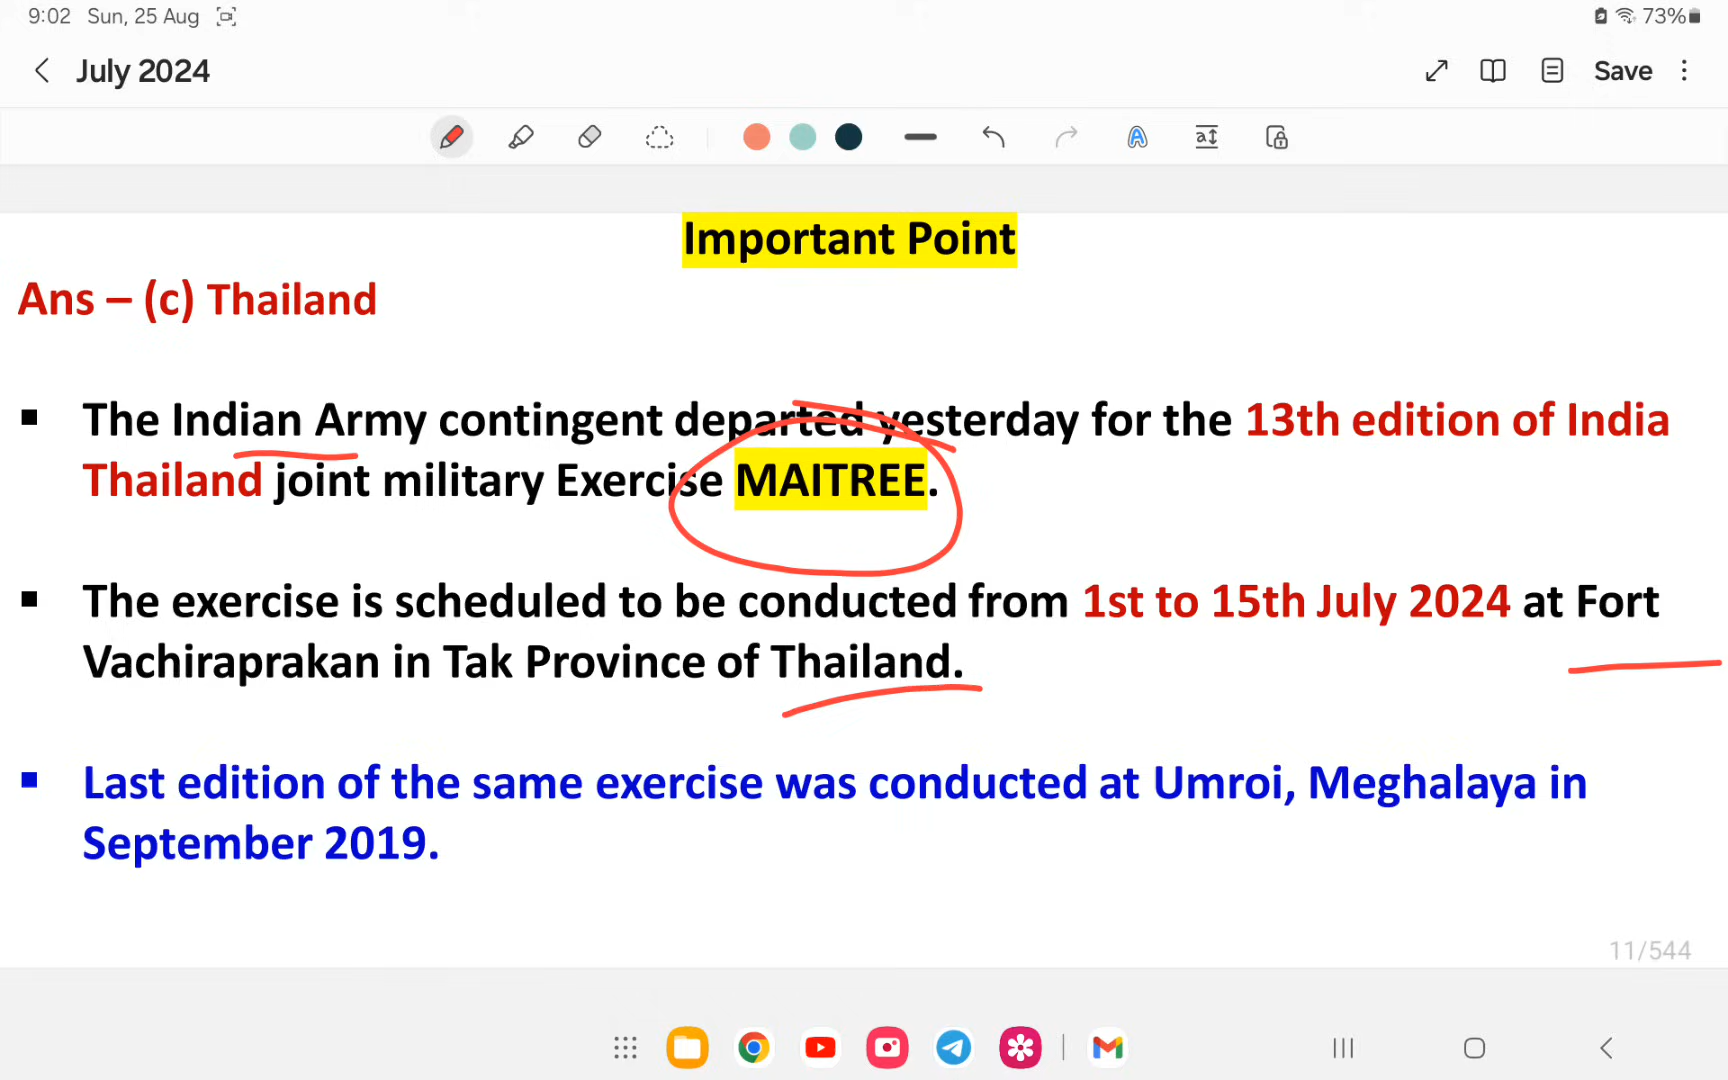 9:02 Sun, 25 Aug 73%
July 2024 Save
Important Point
Ans – (c) Thailand
▪ The Indian Army contingent departed yesterday for the 13th edition of India
Thailand joint military Exercise MAITREE.
▪ The exercise is scheduled to be conducted from 1st to 15th July 2024 at Fort
Vachiraprakan in Tak Province of Thailand.
▪ Last edition of the same exercise was conducted at Umroi, Meghalaya in
September 2019.
11/544